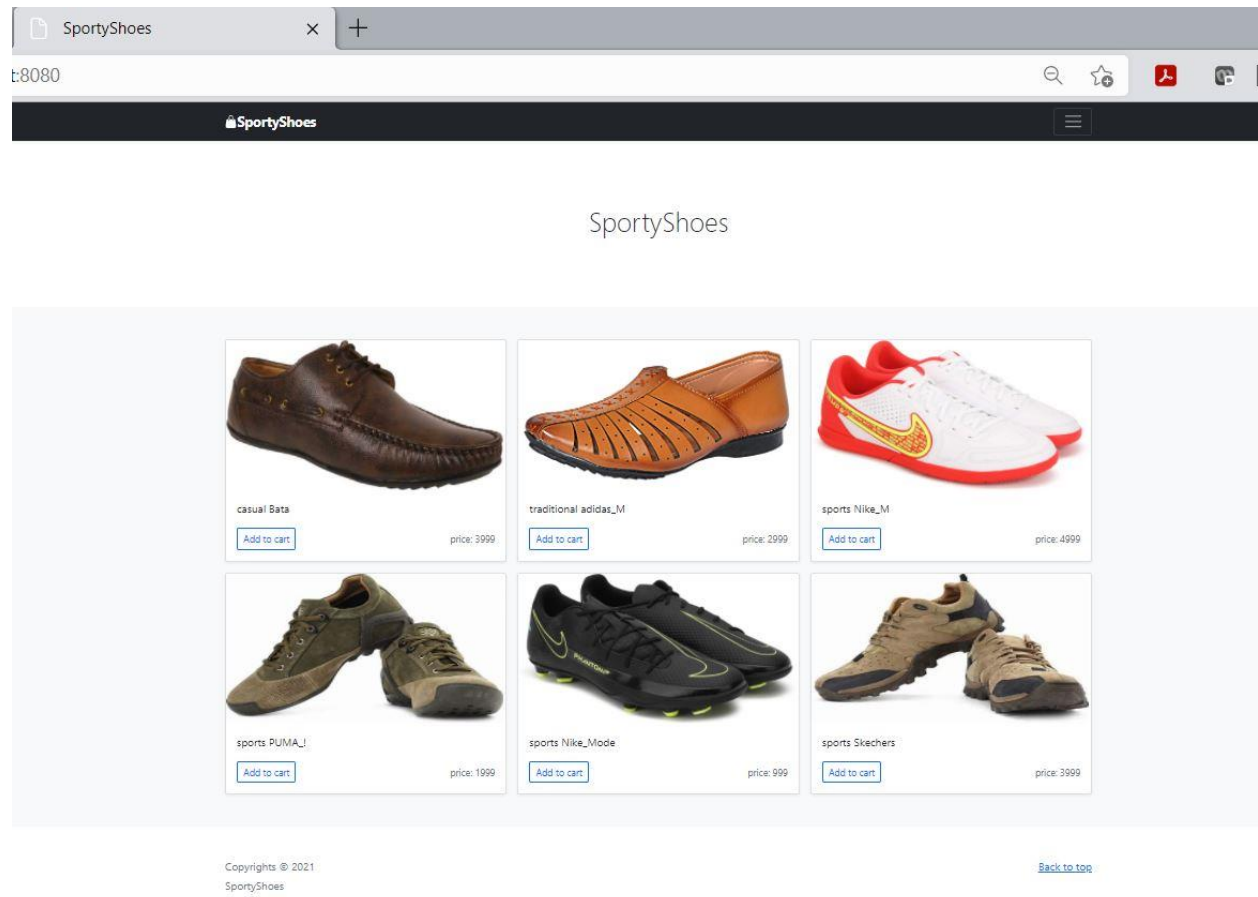 SportyShoes
t:8080
SportyShoes
SportyShoes
casual Bata
Add to cart price: 3999
traditional adidas_M
Add to cart price: 2999
sports Nike_M
Add to cart price: 4999
sports PUMA_!
Add to cart price: 1999
PHANTOM
sports Nike_Mode
Add to cart price: 999
sports Skechers
Add to cart price: 3999
Copyrights © 2021
SportyShoes
Back to top